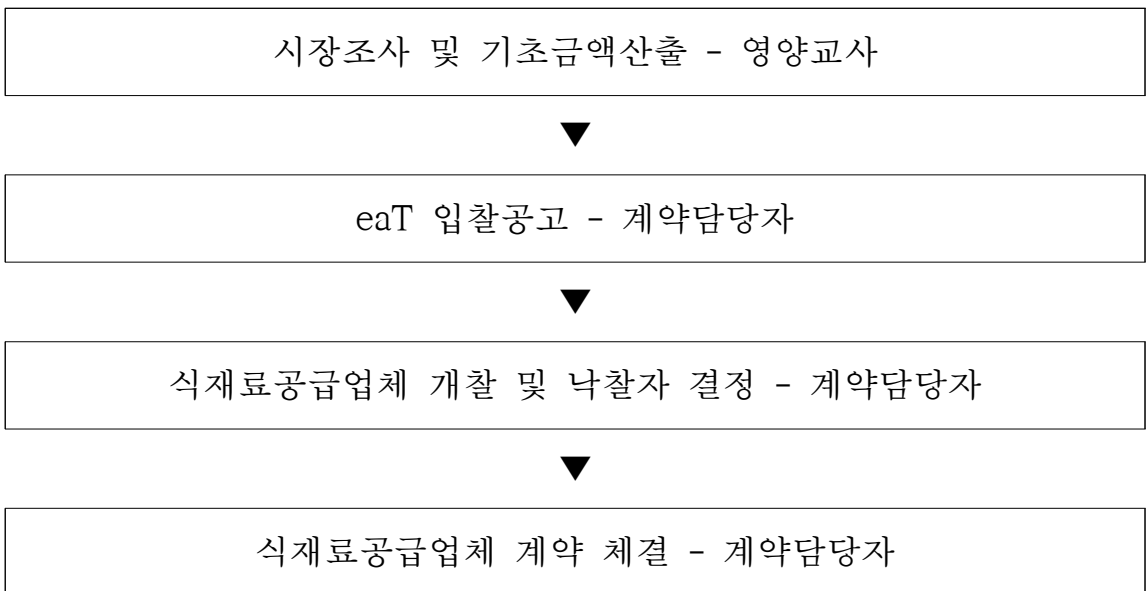 시장조사 및 기초금액산출 - 영양교사
▼
eaT 입찰공고 - 계약담당자
▼
식재료공급업체 개찰 및 낙찰자 결정 - 계약담당자
▼
식재료공급업체 계약 체결 - 계약담당자